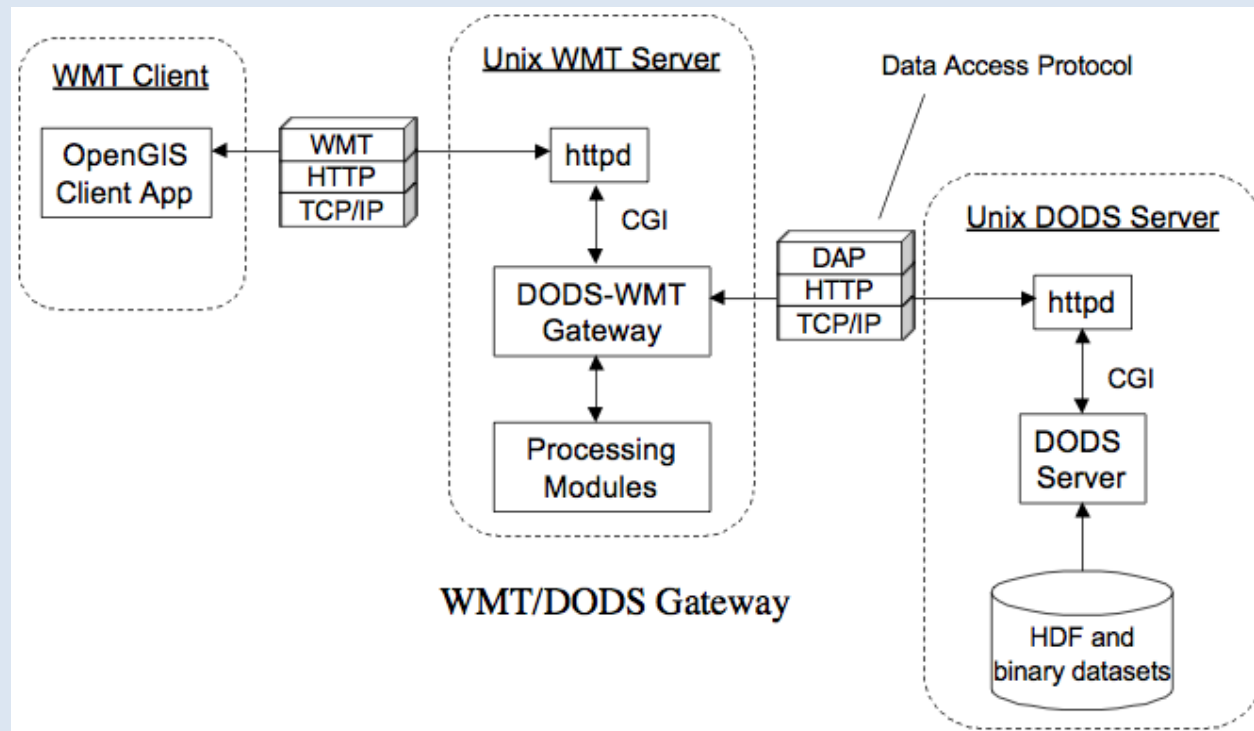 WMT Client
OpenGIS
Client App
WMT
HTTP
TCP/IP
Unix WMT Server
httpd
CGI
DODS-WMT
Gateway
Processing
Modules
Data Access Protocol
DAP
HTTP
TCP/IP
Unix DODS Server
httpd
CGI
DODS
Server
HDF and
binary datasets
WMT/DODS Gateway